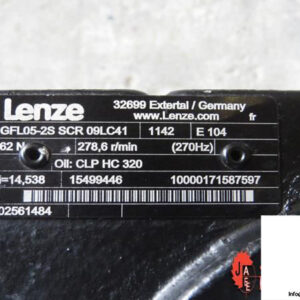 Lenze
32699 Extertal / Germany
www.Lenze.com
fr
GFL05-2S SCR 09LC41 1142 E 104
62 N 278,6 r/min (270Hz)
Oil: CLP HC 320
i=14,538 15499446 10000171587597
02561484